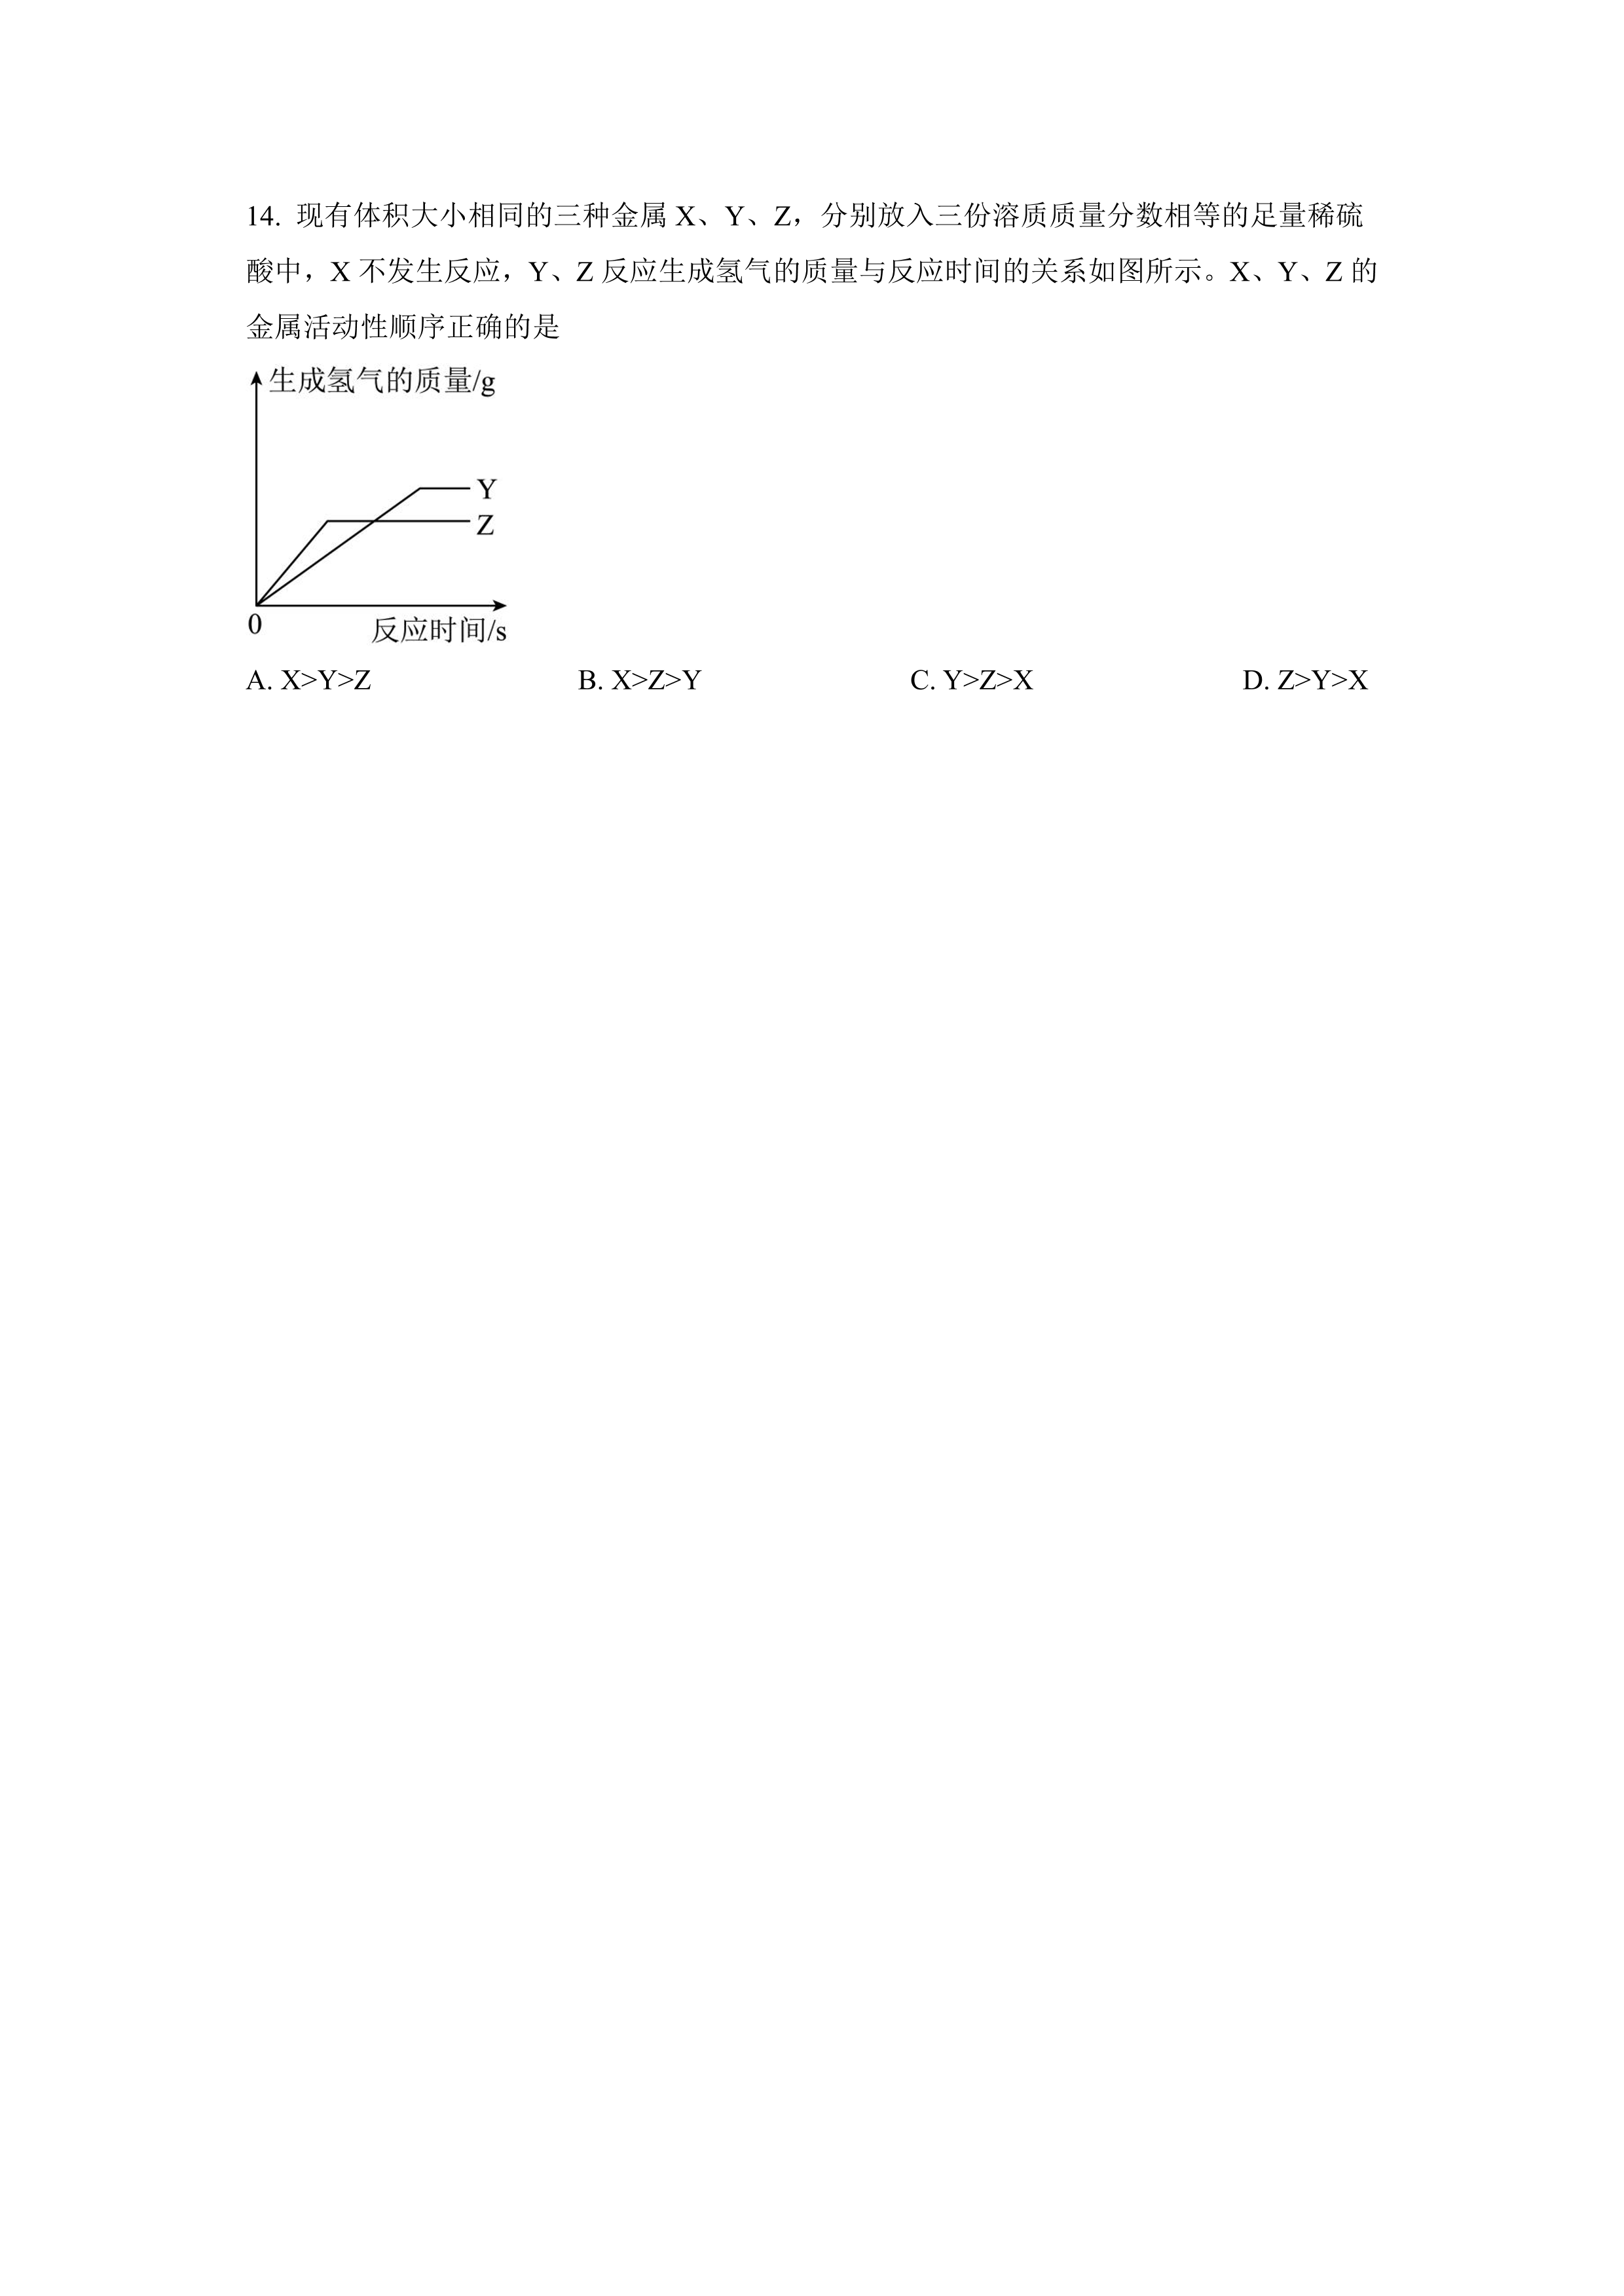 14. 现有体积大小相同的三种金属 X、Y、Z，分别放入三份溶质质量分数相等的足量稀硫
酸中，X 不发生反应，Y、Z 反应生成氢气的质量与反应时间的关系如图所示。X、Y、Z 的
金属活动性顺序正确的是
生成氢气的质量/g
Y
Z
0
反应时间/s
A. X>Y>Z B. X>Z>Y C. Y>Z>X D. Z>Y>X